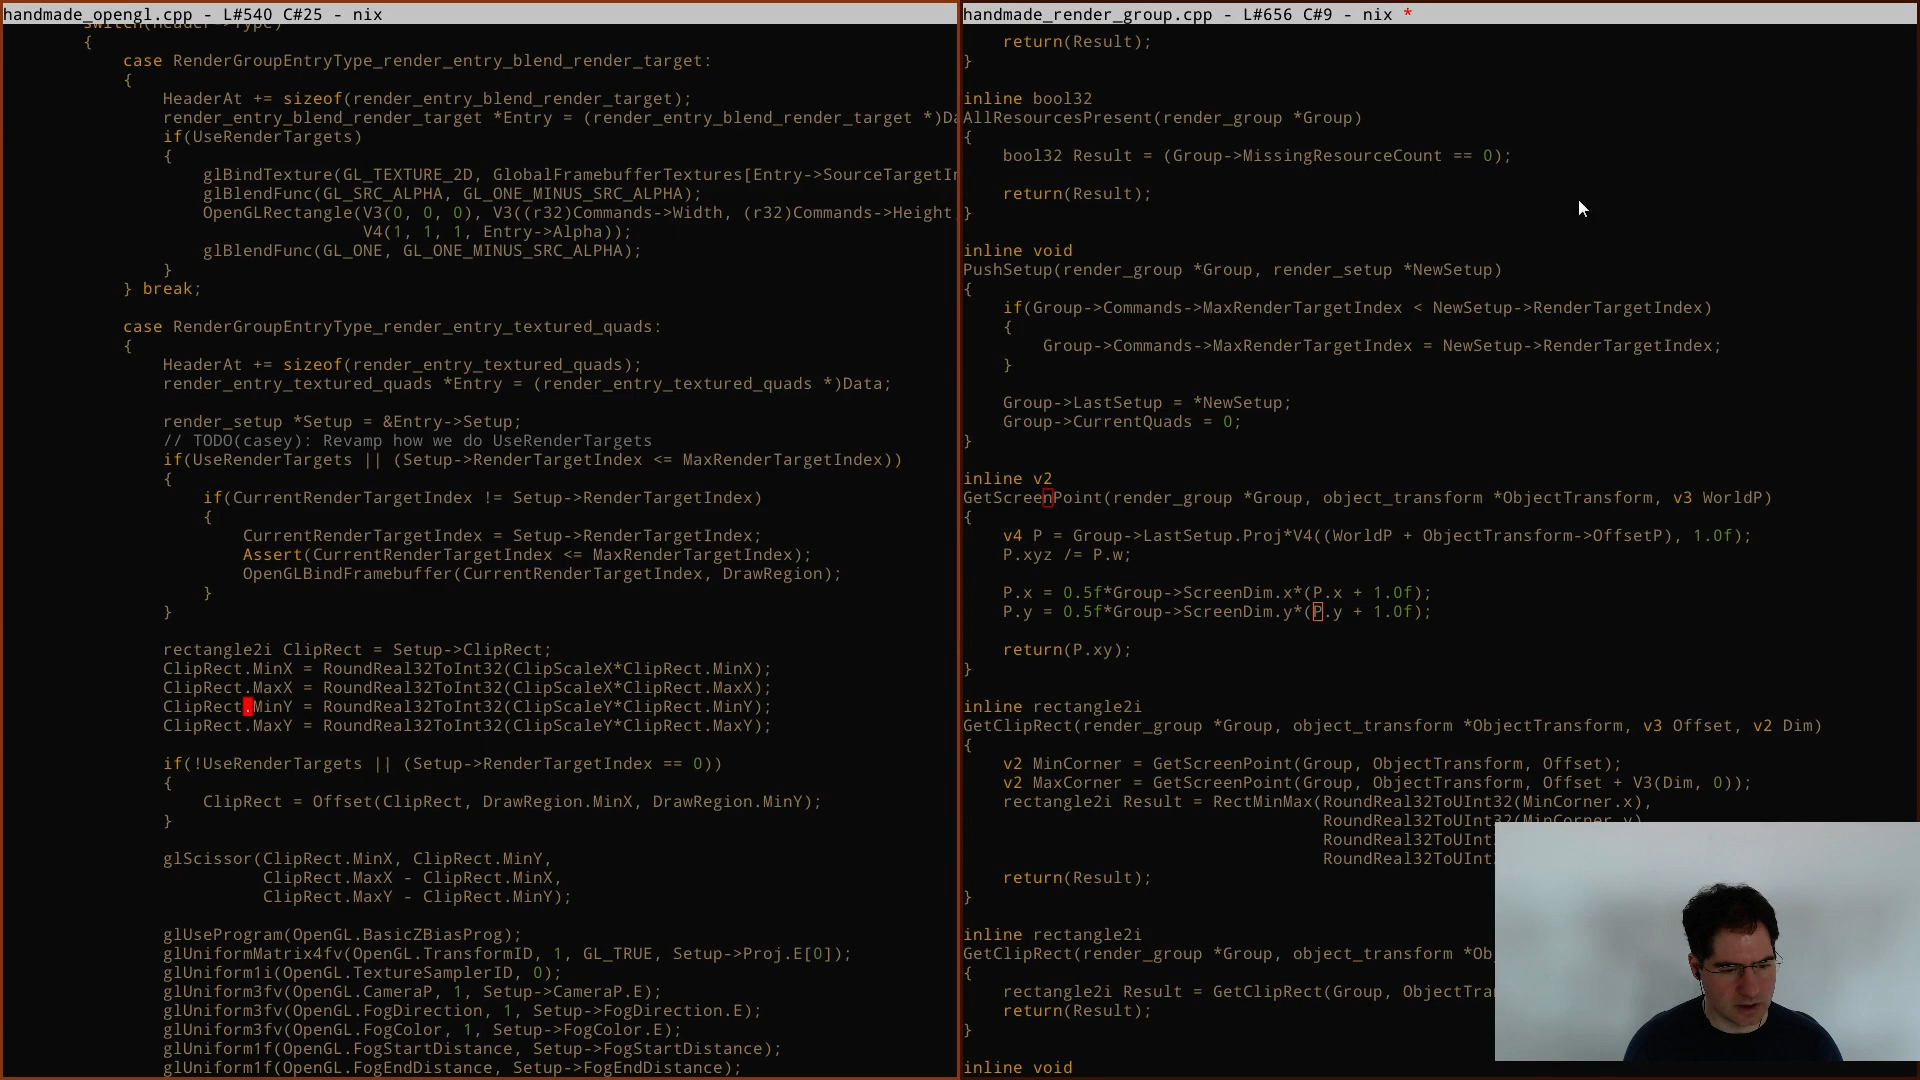 handmade_opengl.cpp - L#540 C#25 - nix
{
case RenderGroupEntryType_render_entry_blend_render_target:
{
HeaderAt += sizeof(render_entry_blend_render_target);
render_entry_blend_render_target *Entry = (render_entry_blend_render_target *)Da
if(UseRenderTargets)
{
glBindTexture(GL_TEXTURE_2D, GlobalFramebufferTextures[Entry->SourceTargetIn
glBlendFunc(GL_SRC_ALPHA, GL_ONE_MINUS_SRC_ALPHA);
OpenGLRectangle(V3(0, 0, 0), V3((r32)Commands->Width, (r32)Commands->Height,
V4(1, 1, 1, Entry->Alpha));
glBlendFunc(GL_ONE, GL_ONE_MINUS_SRC_ALPHA);
}
} break;
case RenderGroupEntryType_render_entry_textured_quads:
{
HeaderAt += sizeof(render_entry_textured_quads);
render_entry_textured_quads *Entry = (render_entry_textured_quads *)Data;
render_setup *Setup = &Entry->Setup;
// TODO(casey): Revamp how we do UseRenderTargets
if(UseRenderTargets || (Setup->RenderTargetIndex <= MaxRenderTargetIndex))
{
if(CurrentRenderTargetIndex != Setup->RenderTargetIndex)
{
CurrentRenderTargetIndex = Setup->RenderTargetIndex;
Assert(CurrentRenderTargetIndex <= MaxRenderTargetIndex);
OpenGLBindFramebuffer(CurrentRenderTargetIndex, DrawRegion);
}
}
rectangle2i ClipRect = Setup->ClipRect;
ClipRect.MinX = RoundReal32ToInt32(ClipScaleX*ClipRect.MinX);
ClipRect.MaxX = RoundReal32ToInt32(ClipScaleX*ClipRect.MaxX);
ClipRect.MinY = RoundReal32ToInt32(ClipScaleY*ClipRect.MinY);
ClipRect.MaxY = RoundReal32ToInt32(ClipScaleY*ClipRect.MaxY);
if(!UseRenderTargets || (Setup->RenderTargetIndex == 0))
{
ClipRect = Offset(ClipRect, DrawRegion.MinX, DrawRegion.MinY);
}
glScissor(ClipRect.MinX, ClipRect.MinY,
ClipRect.MaxX - ClipRect.MinX,
ClipRect.MaxY - ClipRect.MinY);
glUseProgram(OpenGL.BasicZBiasProg);
glUniformMatrix4fv(OpenGL.TransformID, 1, GL_TRUE, Setup->Proj.E[0]);
glUniform1i(OpenGL.TextureSamplerID, 0);
glUniform3fv(OpenGL.CameraP, 1, Setup->CameraP.E);
glUniform3fv(OpenGL.FogDirection, 1, Setup->FogDirection.E);
glUniform3fv(OpenGL.FogColor, 1, Setup->FogColor.E);
glUniform1f(OpenGL.FogStartDistance, Setup->FogStartDistance);
glUniform1f(OpenGL.FogEndDistance, Setup->FogEndDistance);
handmade_render_group.cpp - L#656 C#9 - nix *
return(Result);
}
inline bool32
AllResourcesPresent(render_group *Group)
{
bool32 Result = (Group->MissingResourceCount == 0);
return(Result);
}
inline void
PushSetup(render_group *Group, render_setup *NewSetup)
{
if(Group->Commands->MaxRenderTargetIndex < NewSetup->RenderTargetIndex)
{
Group->Commands->MaxRenderTargetIndex = NewSetup->RenderTargetIndex;
}
Group->LastSetup = *NewSetup;
Group->CurrentQuads = 0;
}
inline v2
GetScreenPoint(render_group *Group, object_transform *ObjectTransform, v3 WorldP)
{
v4 P = Group->LastSetup.Proj*V4((WorldP + ObjectTransform->OffsetP), 1.0f);
P.xyz /= P.w;
P.x = 0.5f*Group->ScreenDim.x*(P.x + 1.0f);
P.y = 0.5f*Group->ScreenDim.y*(P.y + 1.0f);
return(P.xy);
}
inline rectangle2i
GetClipRect(render_group *Group, object_transform *ObjectTransform, v3 Offset, v2 Dim)
{
v2 MinCorner = GetScreenPoint(Group, ObjectTransform, Offset);
v2 MaxCorner = GetScreenPoint(Group, ObjectTransform, Offset + V3(Dim, 0));
rectangle2i Result = RectMinMax(RoundReal32ToUInt32(MinCorner.x),
RoundReal32ToUInt32(MinCorner.y),
RoundReal32ToUInt
RoundReal32ToUInt
return(Result);
}
inline rectangle2i
GetClipRect(render_group *Group, object_transform *Ob
{
rectangle2i Result = GetClipRect(Group, ObjectTra
return(Result);
}
inline void